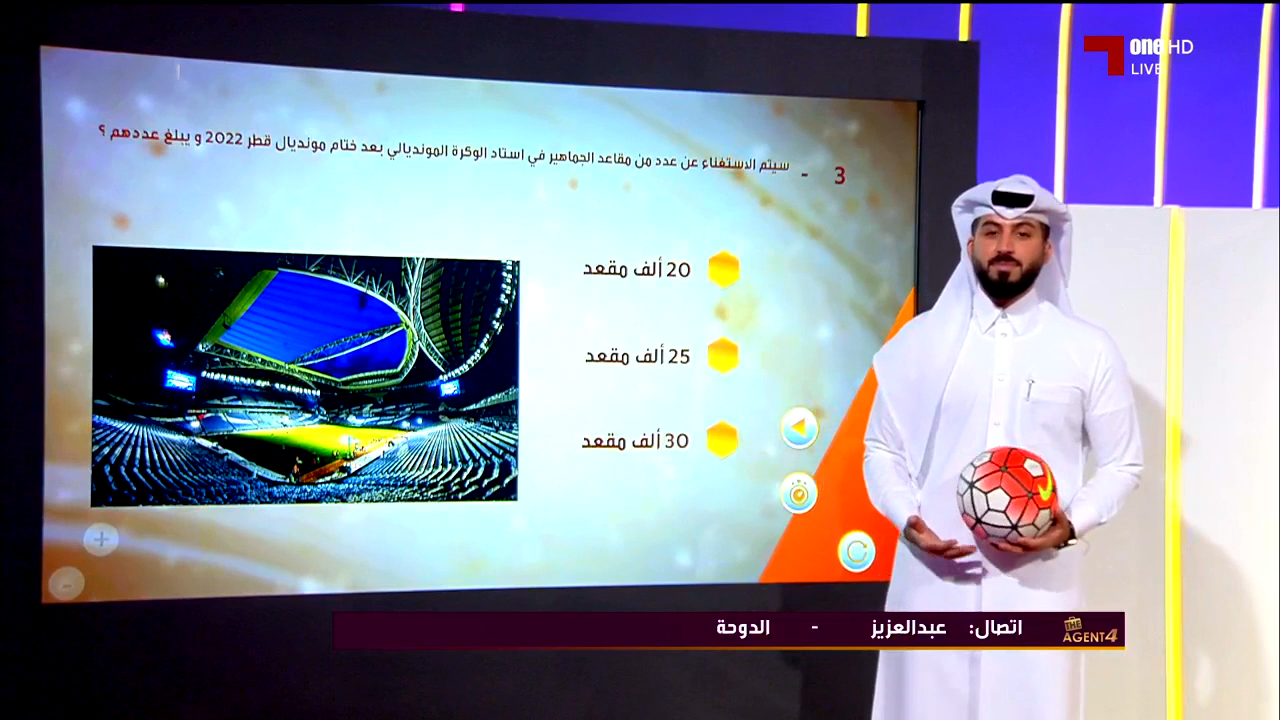 one HD
LIVE
3 - سيتم الاستغناء عن عدد من مقاعد الجماهير في استاد الوكرة المونديالي بعد ختام مونديال قطر 2022 و يبلغ عددهم ؟
20 ألف مقعد
25 ألف مقعد
30 ألف مقعد
اتصال: عبدالعزيز - الدوحة
THE
AGENT4